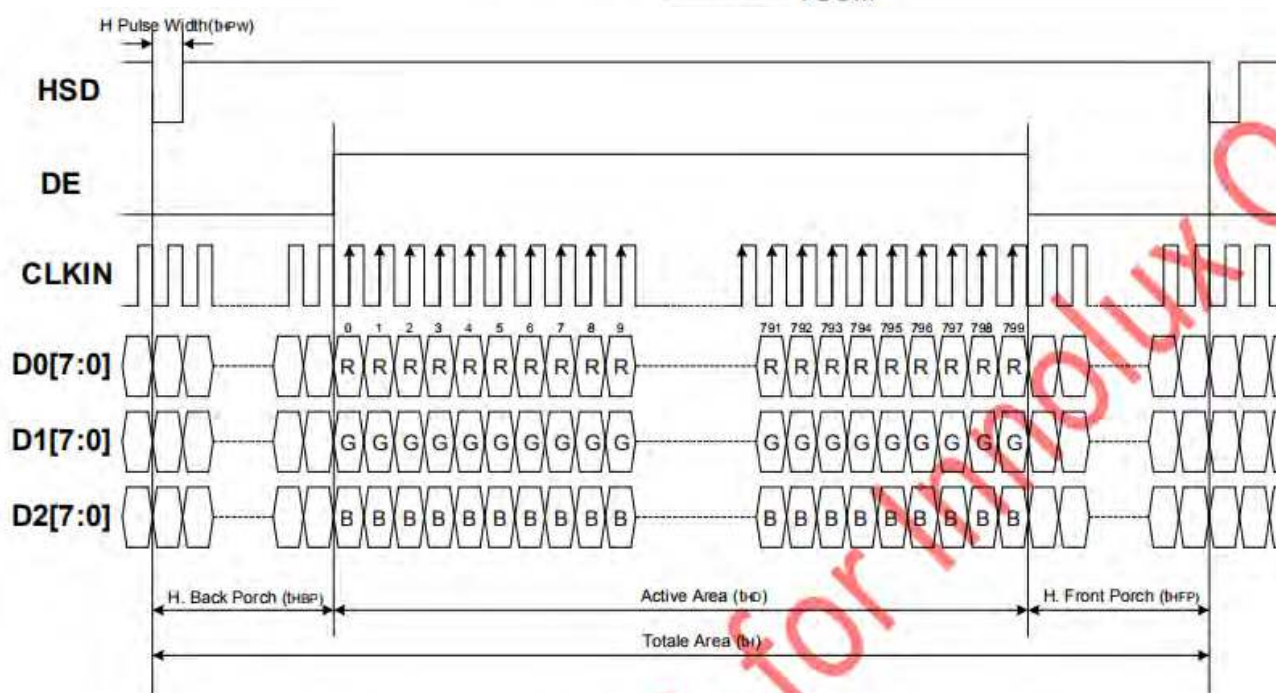 H Pulse Width(tHPW)
HSD
DE
CLKIN
0 1 2 3 4 5 6 7 8 9 791 792 793 794 795 796 797 798 799
D0[7:0] R R R R R R R R R R R R R R R R R R R
D1[7:0] G G G G G G G G G G G G G G G G G G G
D2[7:0] B B B B B B B B B B B B B B B B B B B
H. Back Porch (tHBP) Active Area (tHD) H. Front Porch (tHFP)
Totale Area (tH)
for Innolux